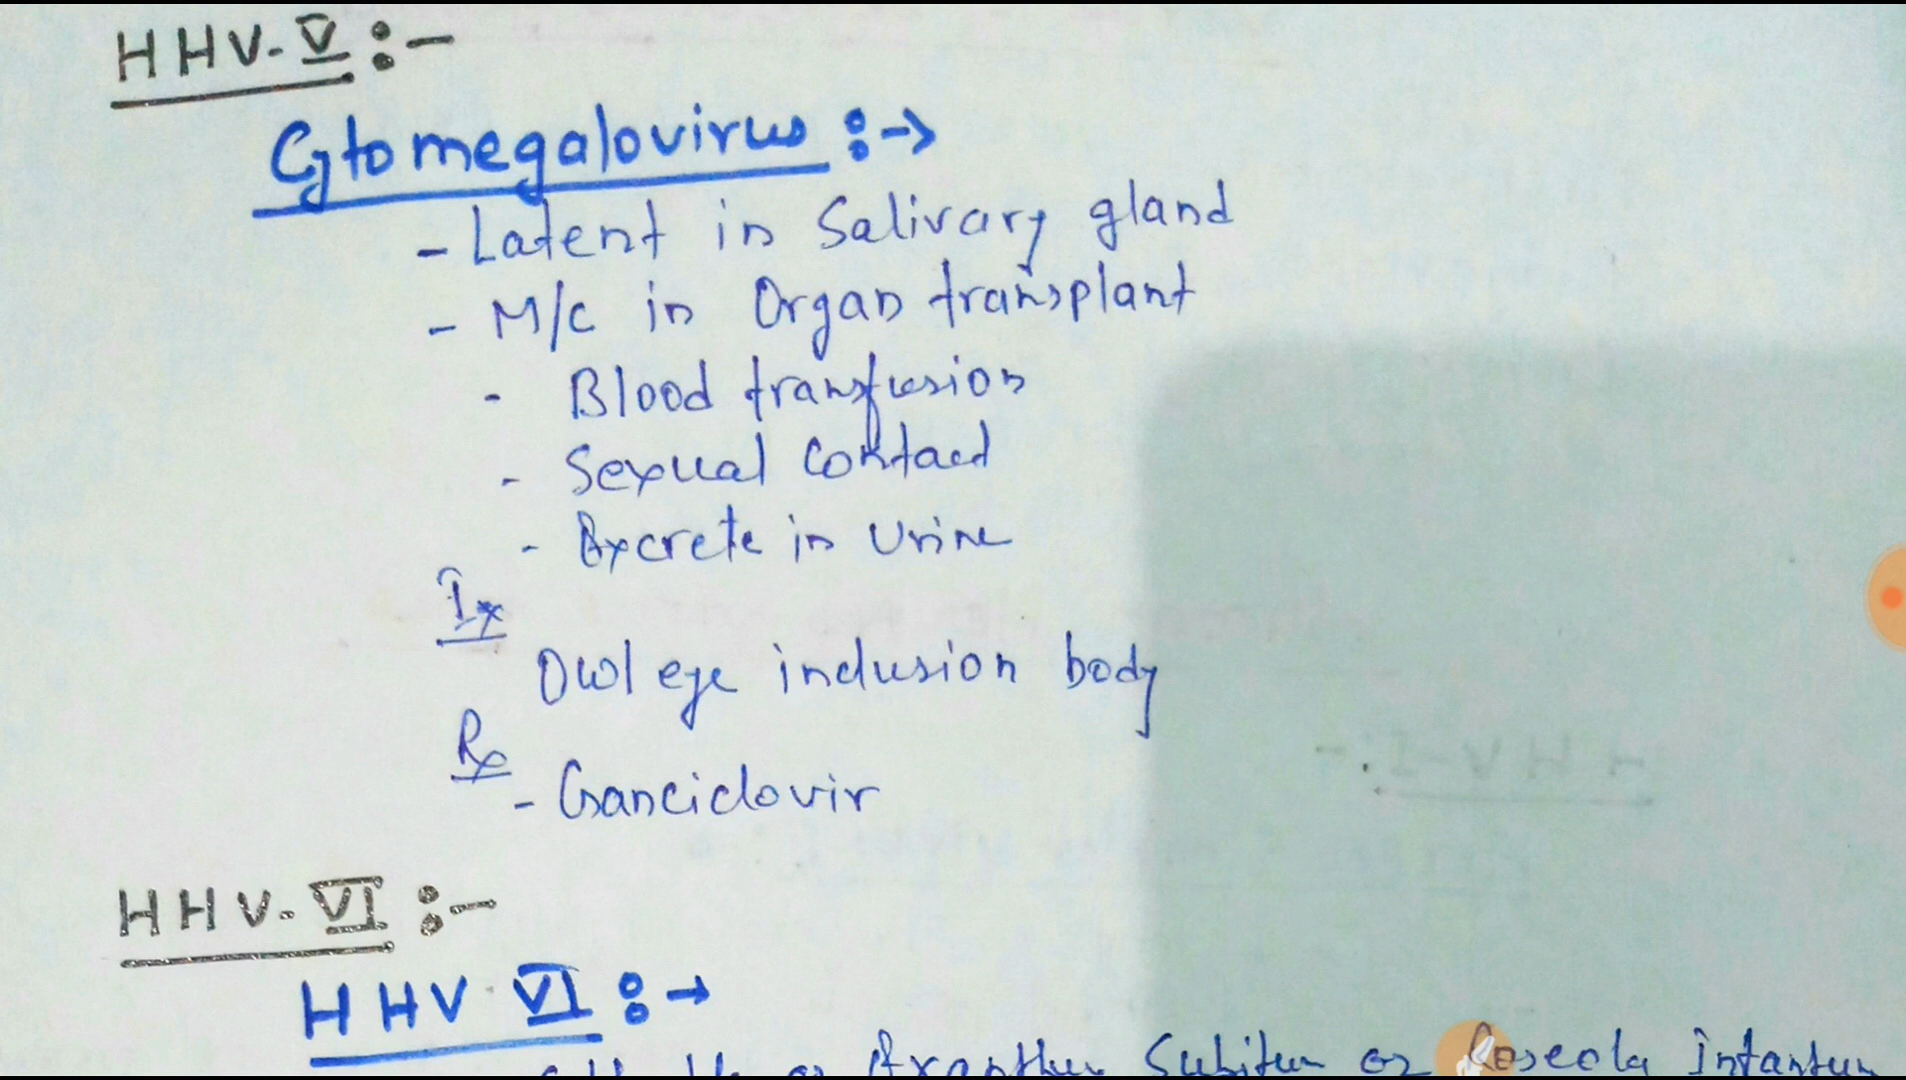 HHV-V :-
Cytomegalovirus :->
- Latent in Salivary gland
- M/C in Organ transplant
- Blood transfusion
- Sexual Contact
- Excrete in Urine
Ix
Owl eye inclusion body
Rx
- Ganciclovir
HHV-VI :-
HHV VI :->
Subitum or Roseola Infantum